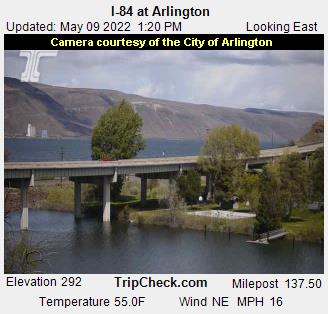 I-84 at Arlington
Updated: May 09 2022 1:20 PM Looking East
Camera courtesy of the City of Arlington
Elevation 292 TripCheck.com Milepost 137.50
Temperature 55.0F Wind NE MPH 16